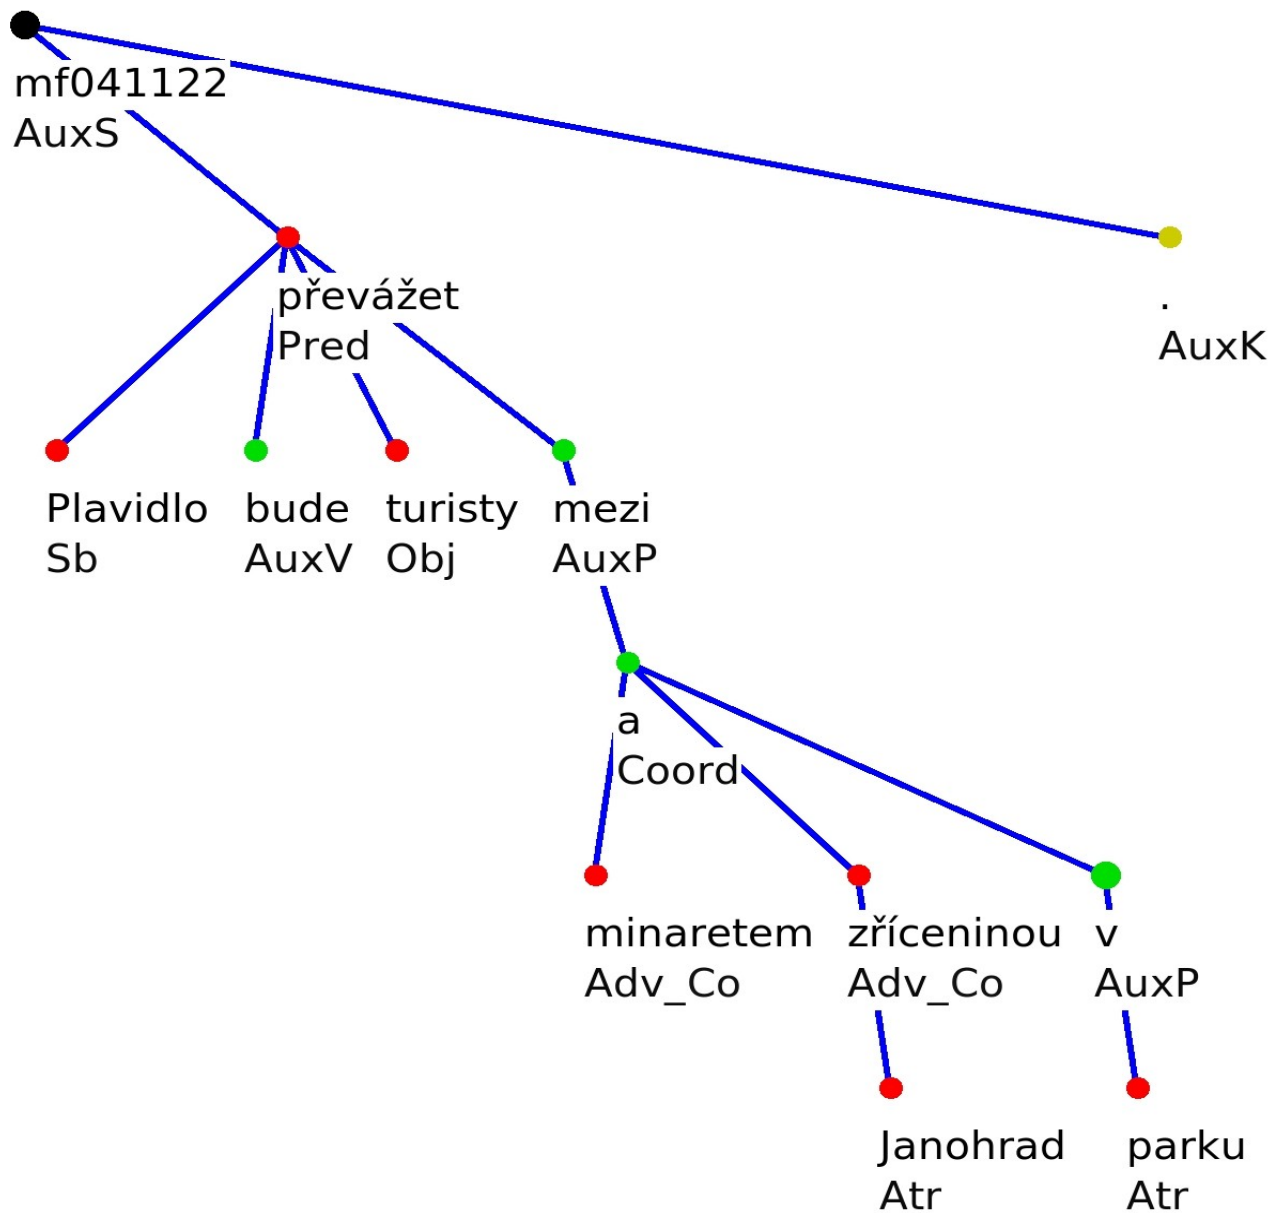 mf041122
AuxS
převážet
Pred
.
AuxK
Plavidlo
Sb
bude
AuxV
turisty
Obj
mezi
AuxP
a
Coord
minaretem
Adv_Co
zříceninou
Adv_Co
v
AuxP
Janohrad
Atr
parku
Atr